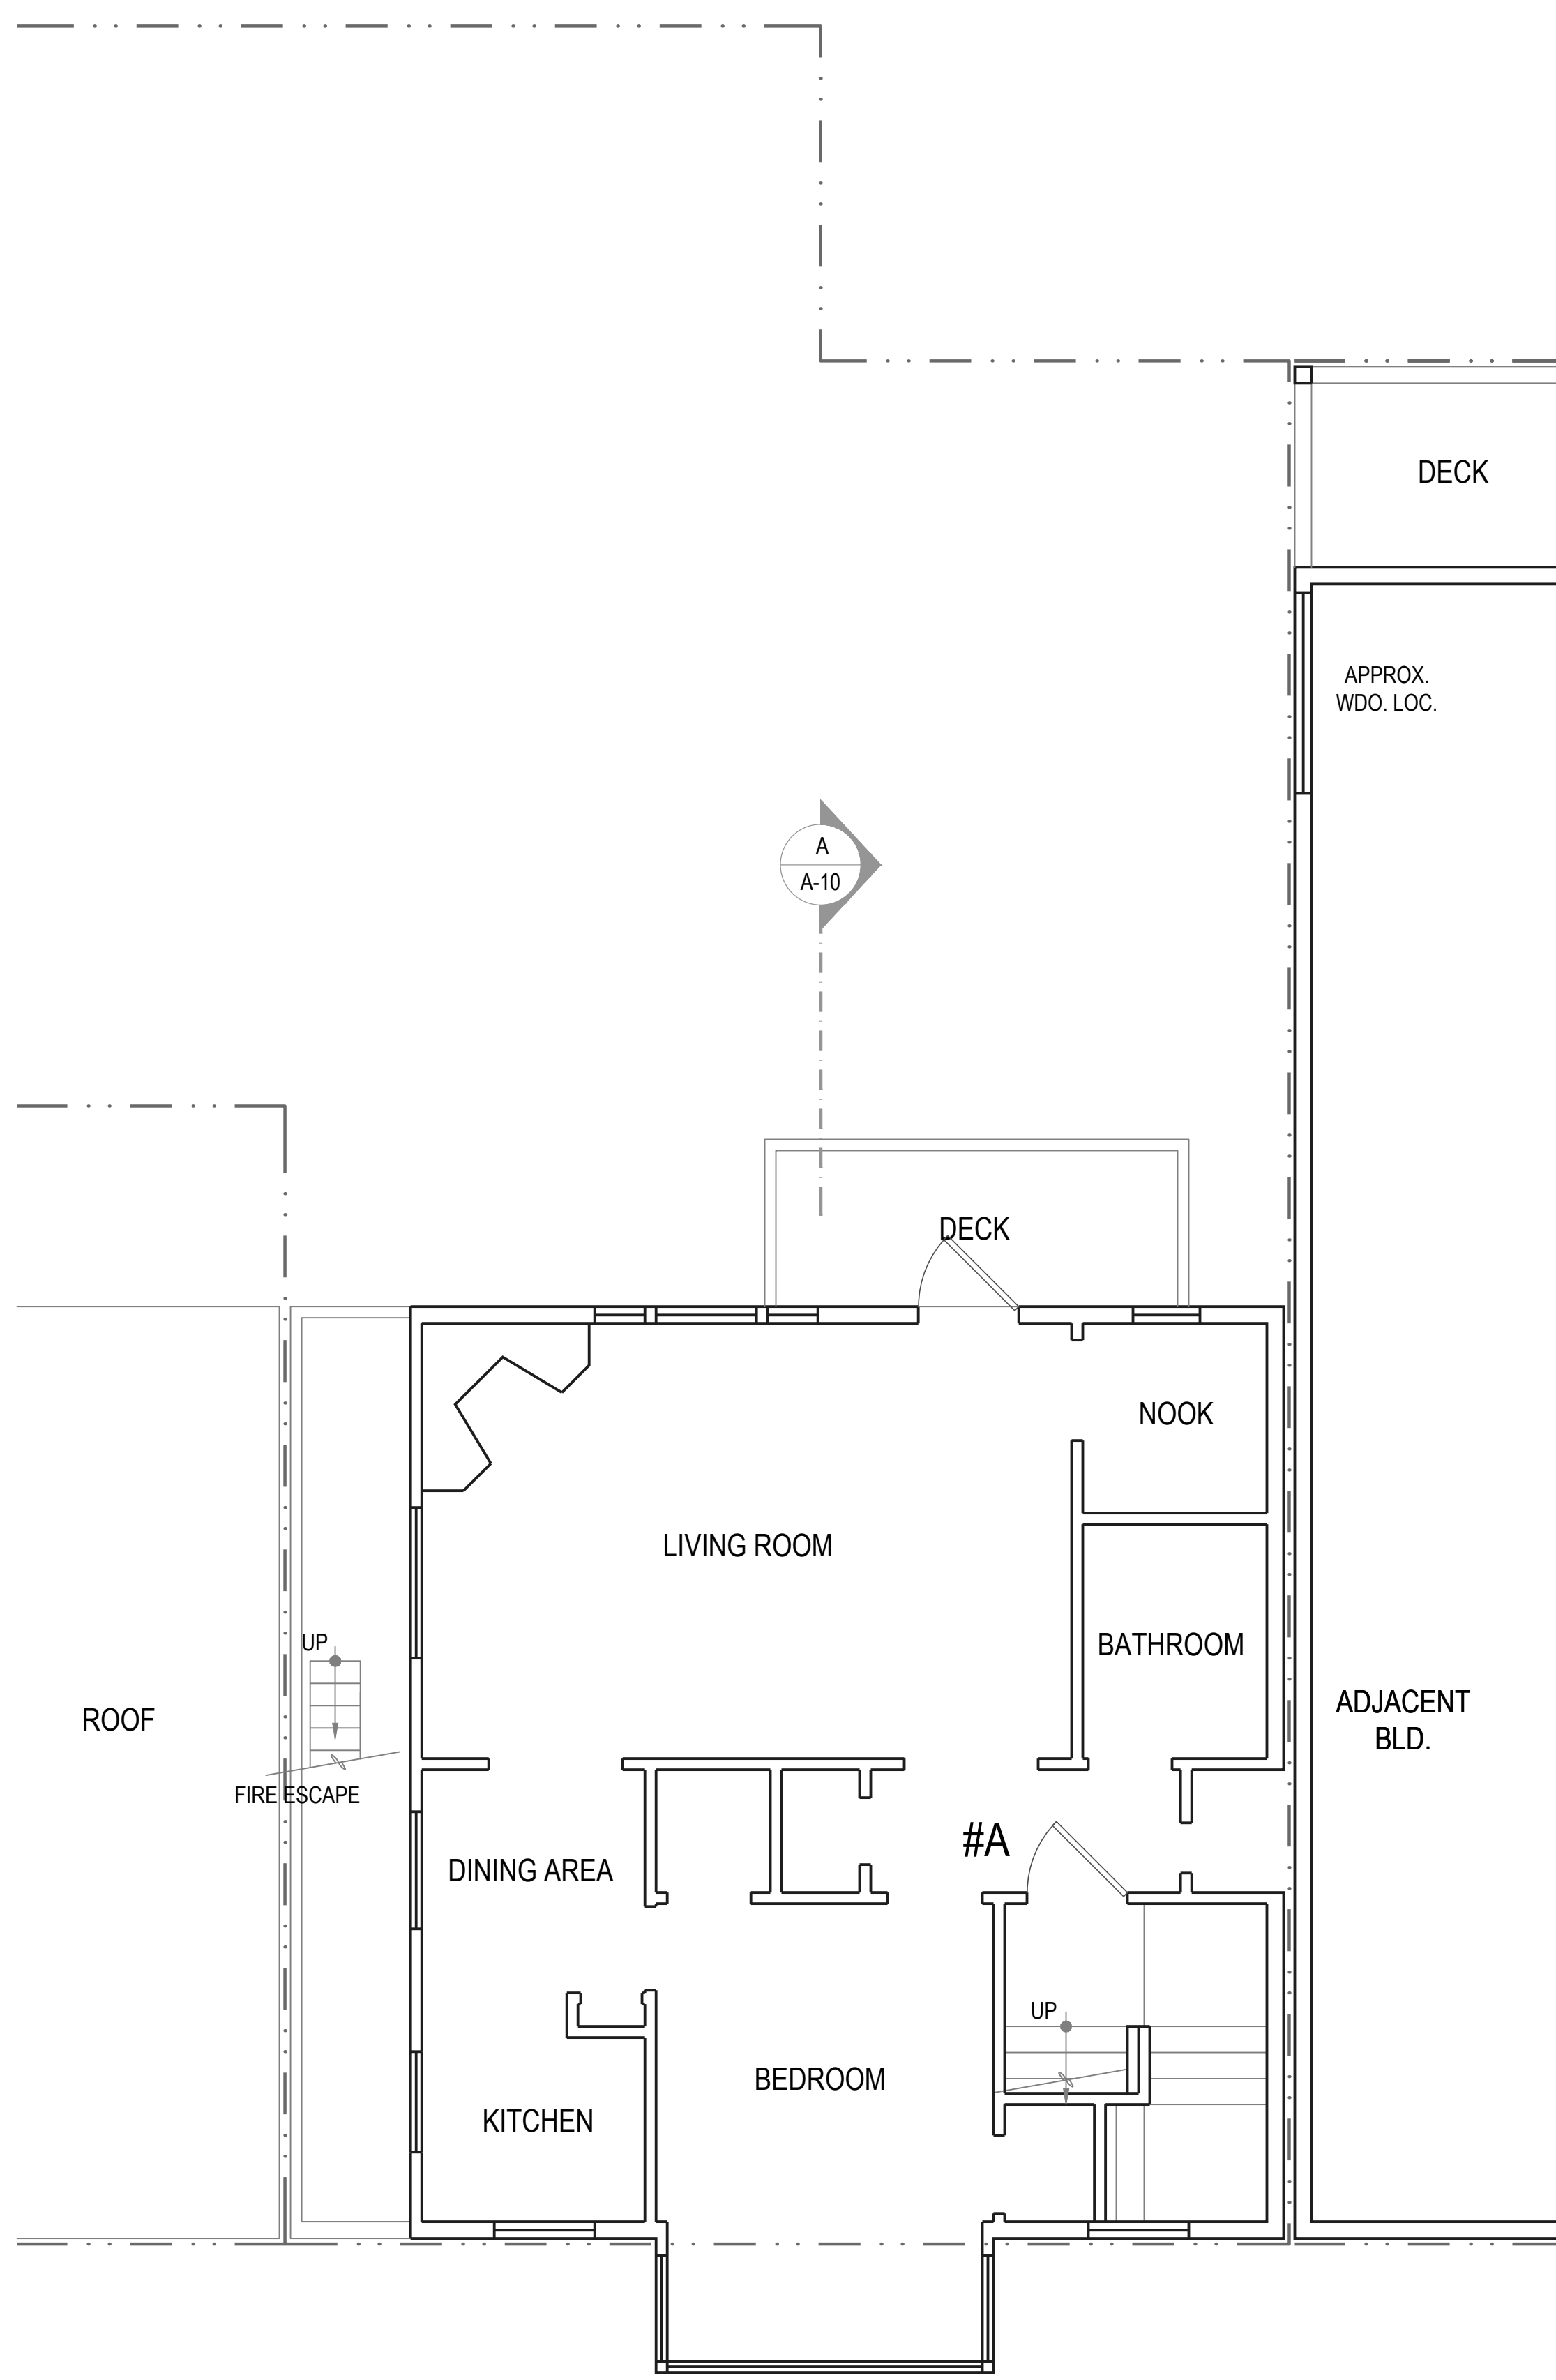 DECK
APPROX.
WDO. LOC.
A
A-10
DECK
NOOK
LIVING ROOM
UP
BATHROOM
ROOF
ADJACENT
BLD.
FIRE ESCAPE
#A
DINING AREA
UP
BEDROOM
KITCHEN